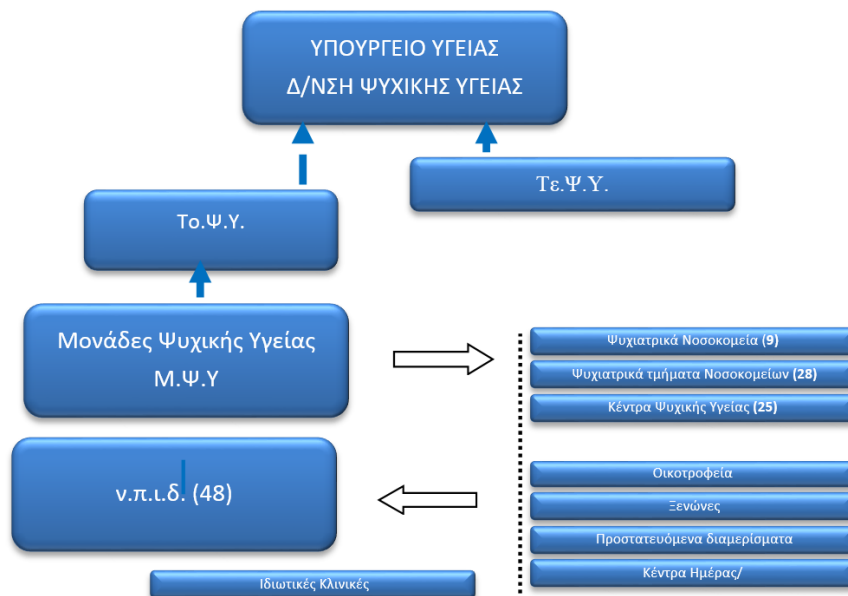 ΥΠΟΥΡΓΕΙΟ ΥΓΕΙΑΣ
Δ/ΝΣΗ ΨΥΧΙΚΗΣ ΥΓΕΙΑΣ
Τε.Ψ.Υ.
Το.Ψ.Υ.
Μονάδες Ψυχικής Υγείας
Μ.Ψ.Υ
Ψυχιατρικά Νοσοκομεία (9)
Ψυχιατρικά τμήματα Νοσοκομείων (28)
Κέντρα Ψυχικής Υγείας (25)
ν.π.ι.δ. (48)
Οικοτροφεία
Ξενώνες
Προστατευόμενα διαμερίσματα
Κέντρα Ημέρας/
Ιδιωτικές Κλινικές